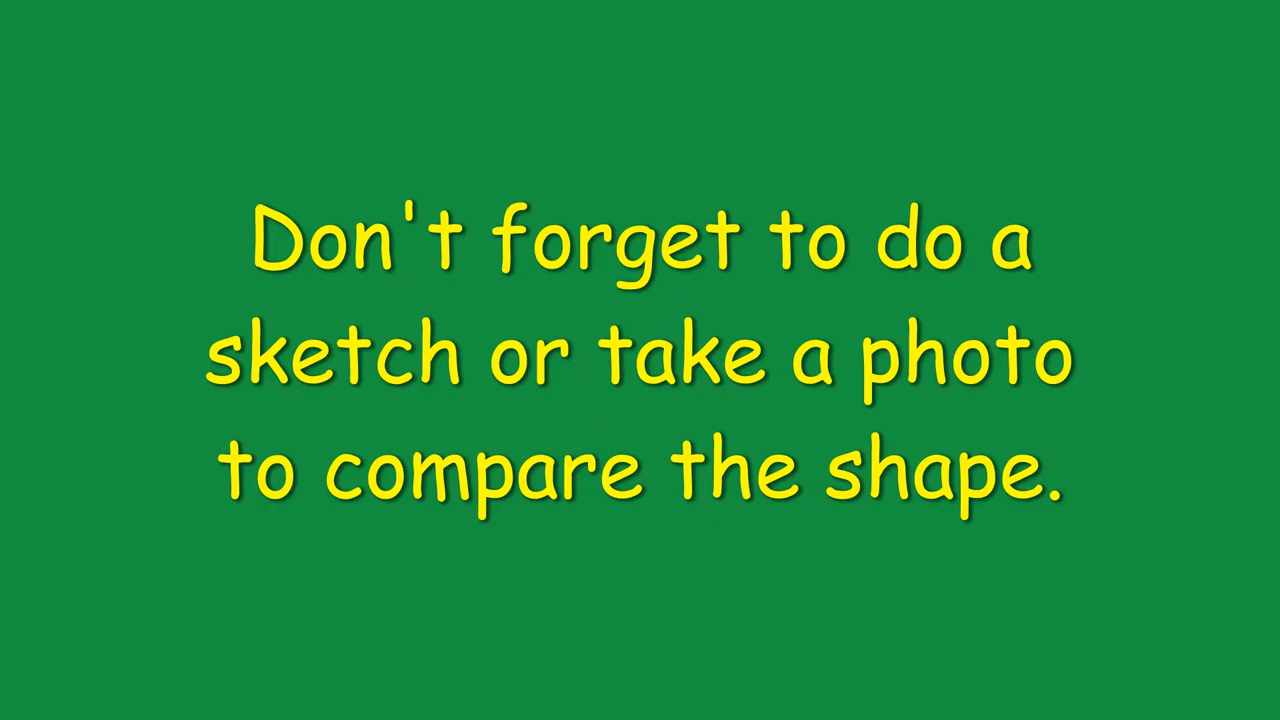 Don't forget to do a
sketch or take a photo
to compare the shape.